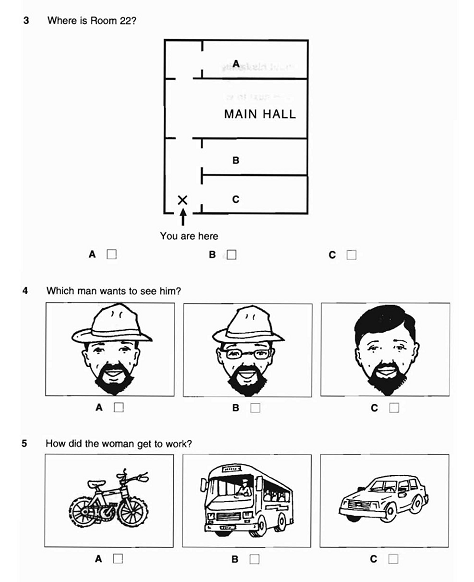 3 Where is Room 22?
A
MAIN HALL
B
C
X
You are here
A B C
4 Which man wants to see him?
A B C
5 How did the woman get to work?
A B C